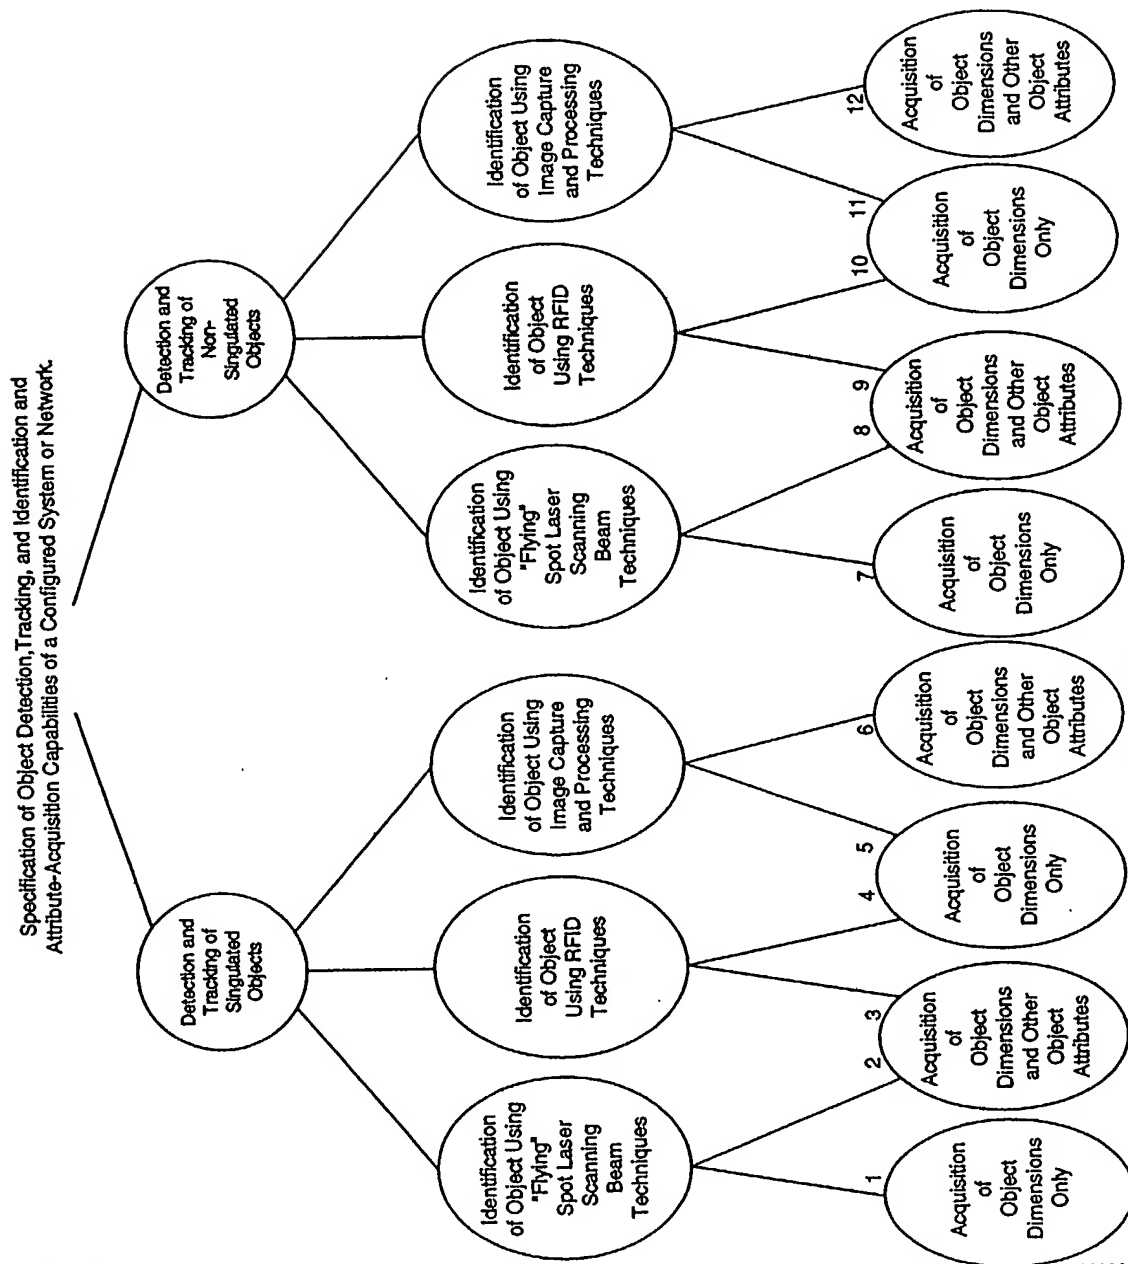 Specification of Object Detection,Tracking, and Identification and
Attribute-Acquisition Capabilities of a Configured System or Network.
Detection and
Tracking of
Singulated
Objects
Detection and
Tracking of
Non-
Singulated
Objects
Identification
of Object Using
"Flying"
Spot Laser
Scanning
Beam
Techniques
Identification
of Object
Using RFID
Techniques
Identification
of Object Using
Image Capture
and Processing
Techniques
Identification
of Object Using
"Flying"
Spot Laser
Scanning
Beam
Techniques
Identification
of Object
Using RFID
Techniques
Identification
of Object Using
Image Capture
and Processing
Techniques
1
2
3
4
5
6
7
8
9
10
11
12
Acquisition
of
Object
Dimensions
Only
Acquisition
of
Object
Dimensions
and Other
Object
Attributes
Acquisition
of
Object
Dimensions
Only
Acquisition
of
Object
Dimensions
and Other
Object
Attributes
Acquisition
of
Object
Dimensions
Only
Acquisition
of
Object
Dimensions
and Other
Object
Attributes
Acquisition
of
Object
Dimensions
Only
Acquisition
of
Object
Dimensions
and Other
Object
Attributes